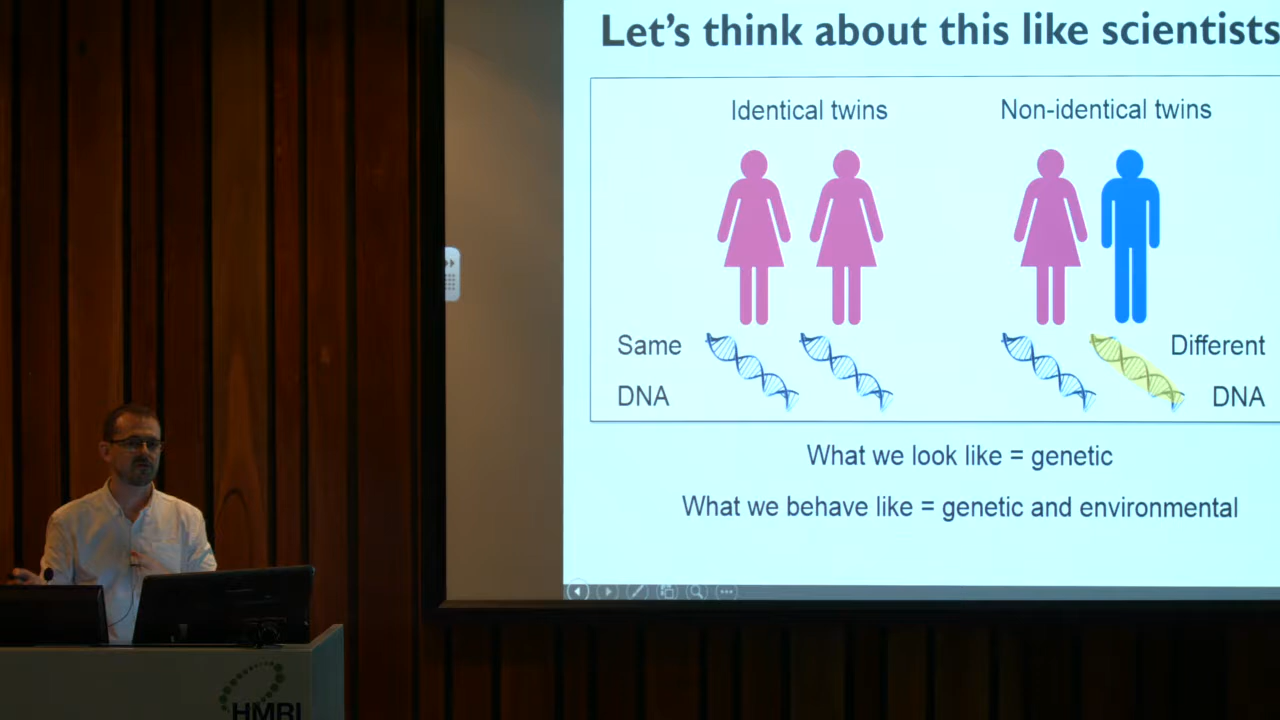 Let's think about this like scientists
Identical twins
Non-identical twins
Same
DNA
Different
DNA
What we look like = genetic
What we behave like = genetic and environmental
HMRI